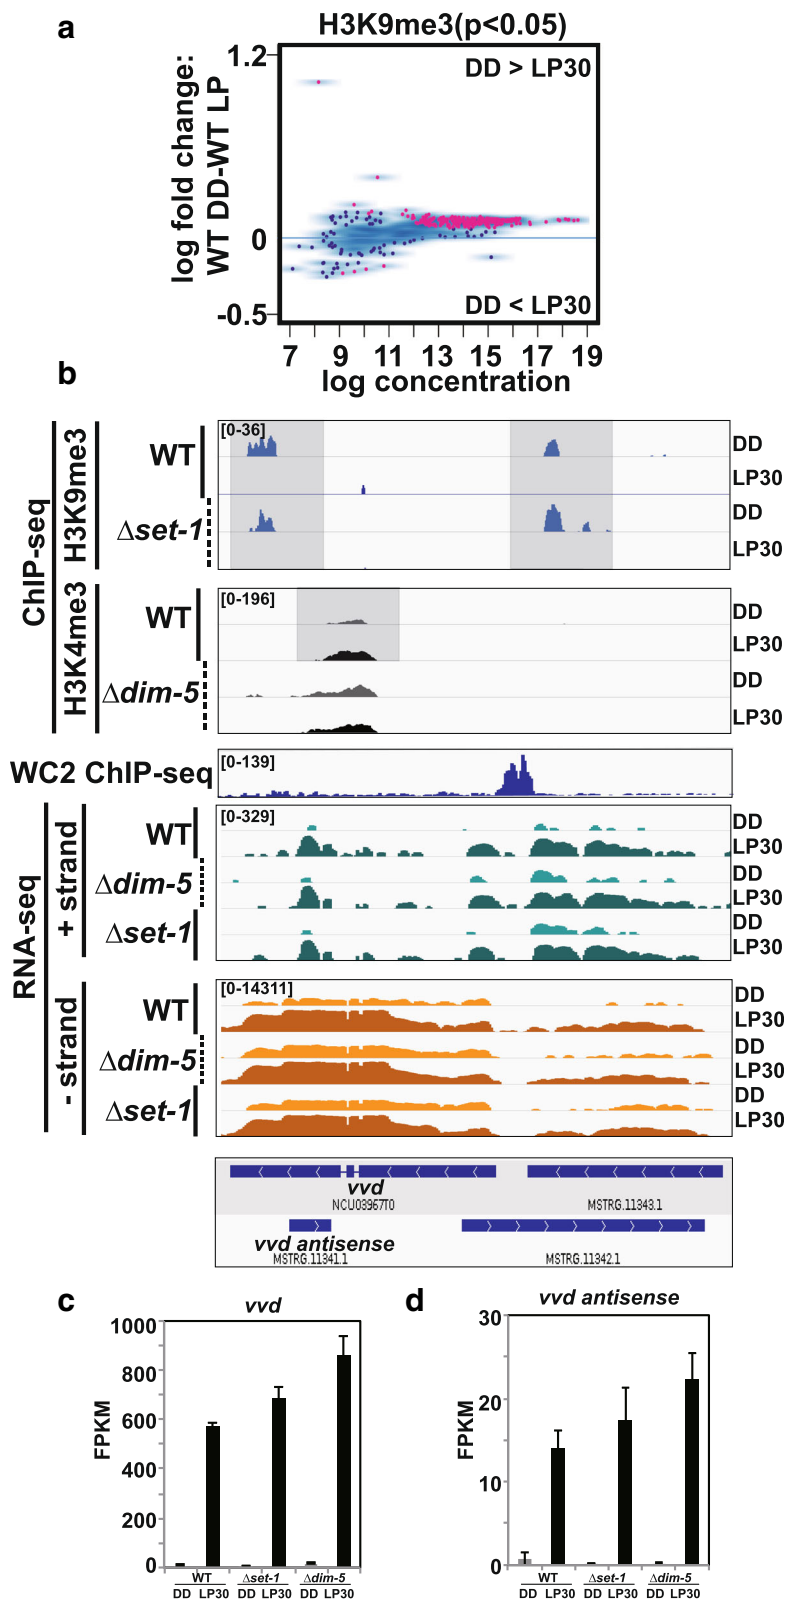 a
H3K9me3(p<0.05)
log fold change:
WT DD-WT LP
1.2
0
-0.5
DD > LP30
DD < LP30
7 9 11 13 15 17 19
log concentration
b
ChIP-seq
H3K9me3
WT
Δset-1
[0-36]
DD
LP30
DD
LP30
H3K4me3
WT
Δdim-5
[0-196]
DD
LP30
DD
LP30
WC2 ChIP-seq
[0-139]
RNA-seq
+ strand
WT
Δdim-5
Δset-1
[0-329]
DD
LP30
DD
LP30
DD
LP30
- strand
WT
Δdim-5
Δset-1
[0-14311]
DD
LP30
DD
LP30
DD
LP30
vvd
NCU03967T0
MSTRG.11343.1
vvd antisense
MSTRG.11341.1
MSTRG.11342.1
c
vvd
FPKM
1000
800
600
400
200
0
WT Δset-1 Δdim-5
DD LP30 DD LP30 DD LP30
d
vvd antisense
FPKM
30
20
10
0
WT Δset-1 Δdim-5
DD LP30 DD LP30 DD LP30